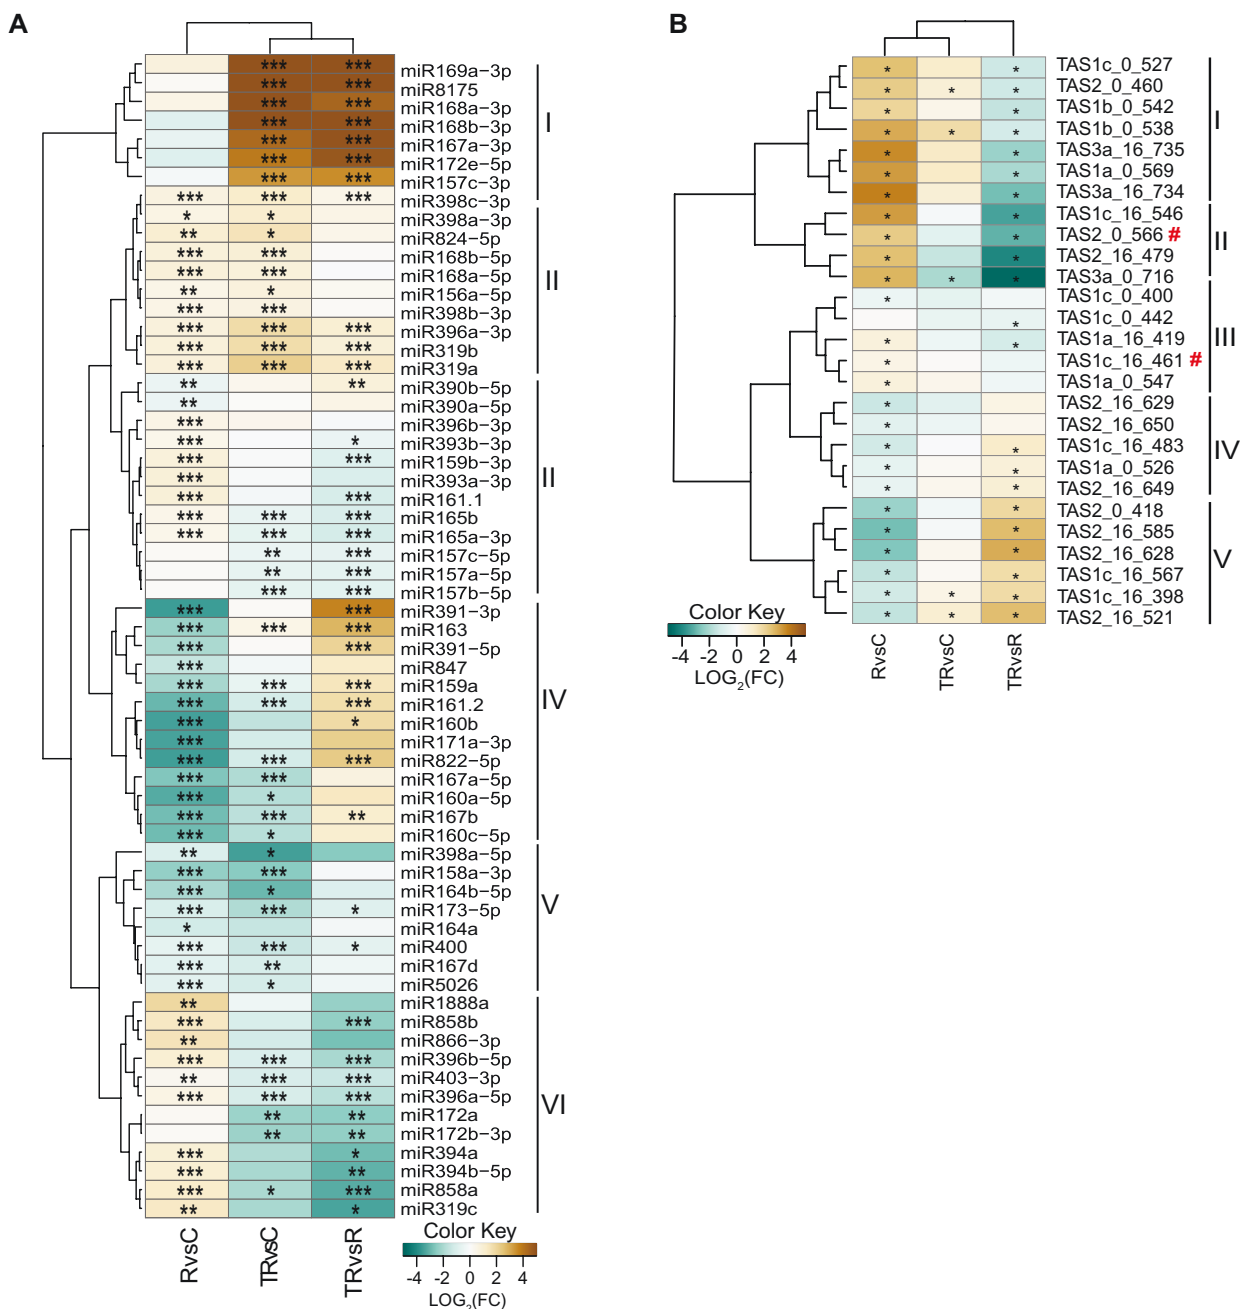 A
miR169a−3p
miR8175
miR168a−3p
miR168b−3p
miR167a−3p
miR172e−5p
miR157c−3p
miR398c−3p
miR398a−3p
miR824−5p
miR168b−5p
miR168a−5p
miR156a−5p
miR398b−3p
miR396a−3p
miR319b
miR319a
miR390b−5p
miR390a−5p
miR396b−3p
miR393b−3p
miR159b−3p
miR393a−3p
miR161.1
miR165b
miR165a−3p
miR157c−5p
miR157a−5p
miR157b−5p
miR391−3p
miR163
miR391−5p
miR847
miR159a
miR161.2
miR160b
miR171a−3p
miR822−5p
miR167a−5p
miR160a−5p
miR167b
miR160c−5p
miR398a−5p
miR158a−3p
miR164b−5p
miR173−5p
miR164a
miR400
miR167d
miR5026
miR1888a
miR858b
miR866−3p
miR396b−5p
miR403−3p
miR396a−5p
miR172a
miR172b−3p
miR394a
miR394b−5p
miR858a
miR319c
I
II
II
IV
V
VI
RvsC
TRvsC
TRvsR
Color Key
-4 -2 0 2 4
LOG2(FC)
B
TAS1c_0_527
TAS2_0_460
TAS1b_0_542
TAS1b_0_538
TAS3a_16_735
TAS1a_0_569
TAS3a_16_734
TAS1c_16_546
TAS2_0_566 #
TAS2_16_479
TAS3a_0_716
TAS1c_0_400
TAS1c_0_442
TAS1a_16_419
TAS1c_16_461 #
TAS1a_0_547
TAS2_16_629
TAS2_16_650
TAS1c_16_483
TAS1a_0_526
TAS2_16_649
TAS2_0_418
TAS2_16_585
TAS2_16_628
TAS1c_16_567
TAS1c_16_398
TAS2_16_521
I
II
III
IV
V
Color Key
-4 -2 0 2 4
LOG2(FC)
RvsC
TRvsC
TRvsR